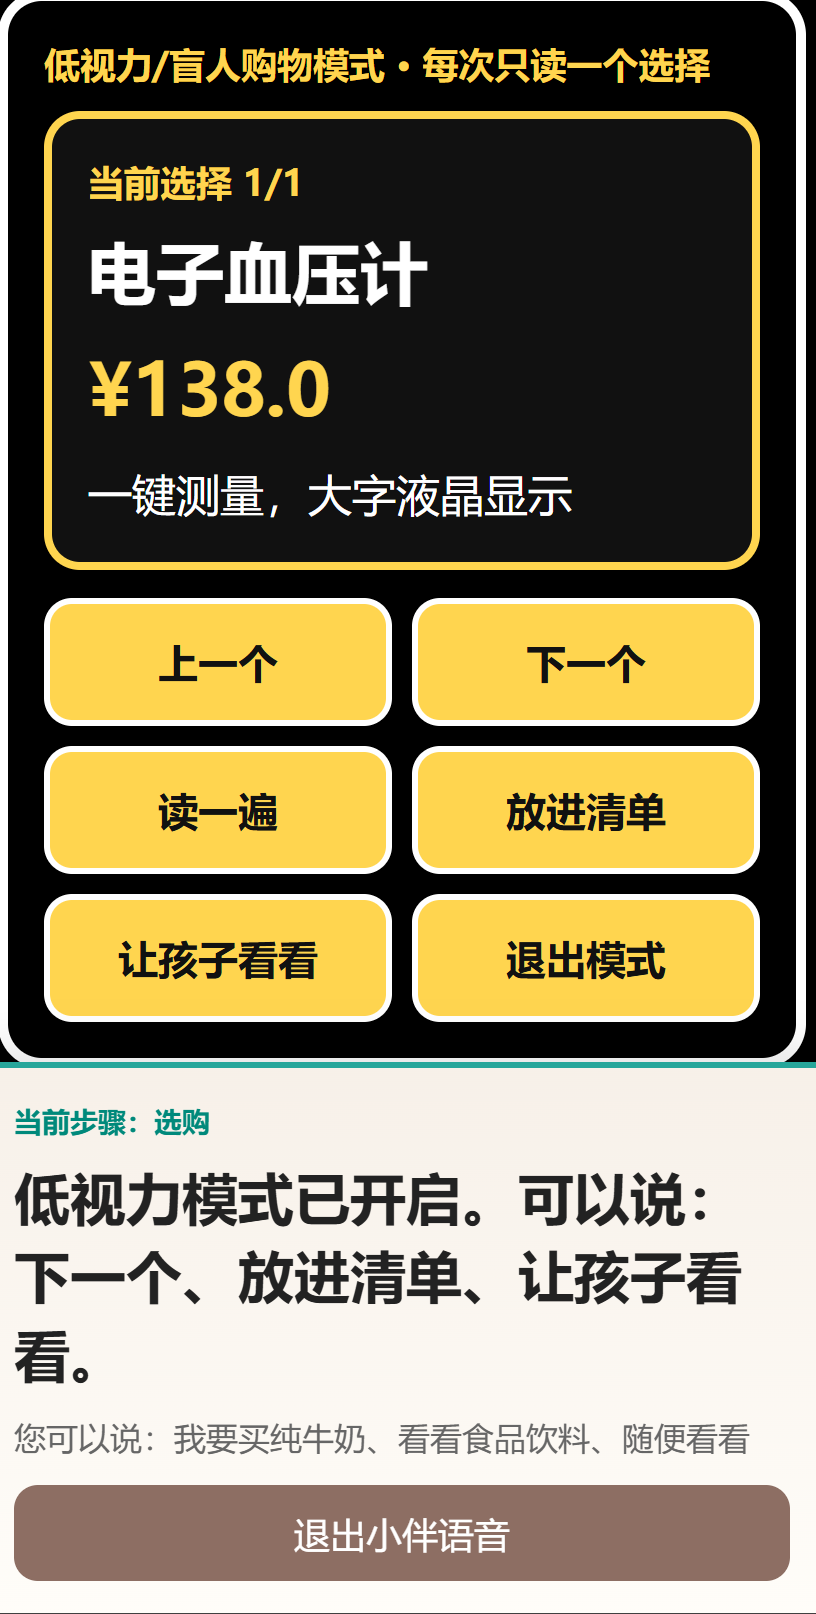 低视力/盲人购物模式 · 每次只读一个选择
当前选择 1/1
电子血压计
¥138.0
一键测量，大字液晶显示
上一个
下一个
读一遍
放进清单
让孩子看看
退出模式
当前步骤：选购
低视力模式已开启。可以说：
下一个、放进清单、让孩子看
看。
您可以说：我要买纯牛奶、看看食品饮料、随便看看
退出小伴语音